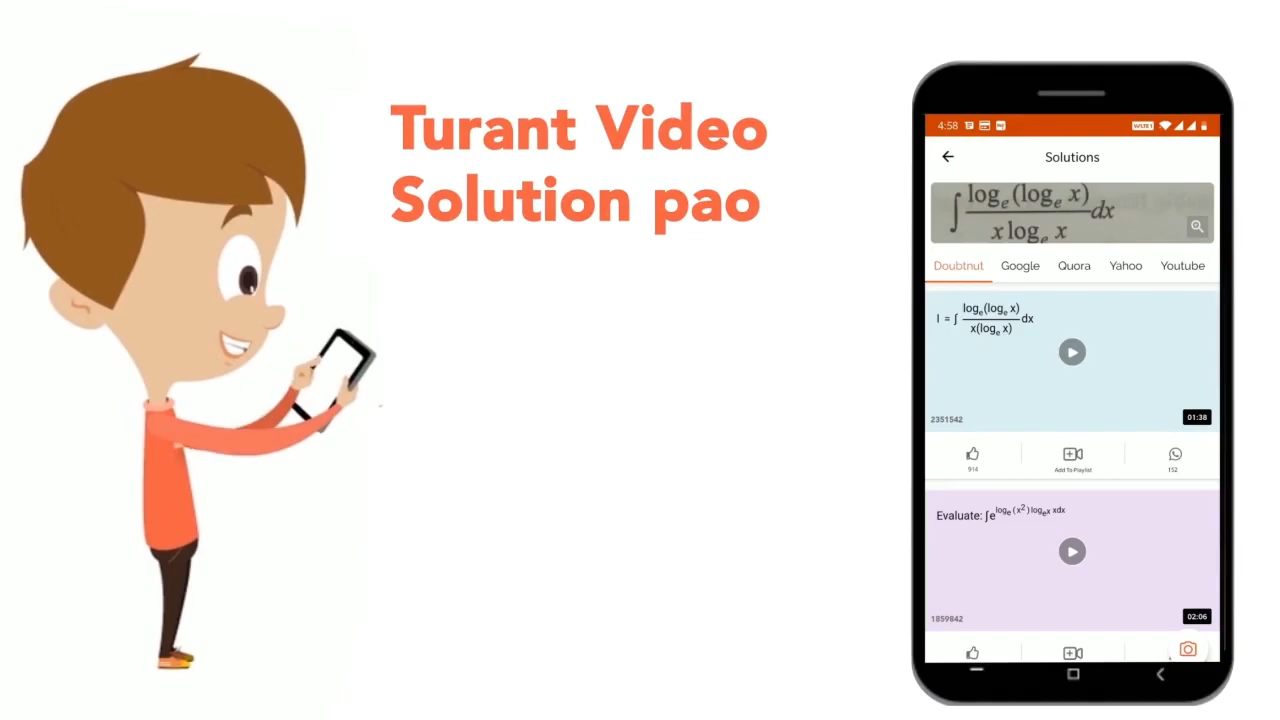 Turant Video
Solution pao
4:58
VoLTE1
Solutions
∫ logₑ(logₑ x) / x logₑ x dx
Doubtnut Google Quora Yahoo Youtube
I = ∫ logₑ(logₑ x) / x(logₑ x) dx
2351542 01:38
914 Add To Playlist 152
Evaluate: ∫e^logₑ(x²)logₑx xdx
1859842 02:06